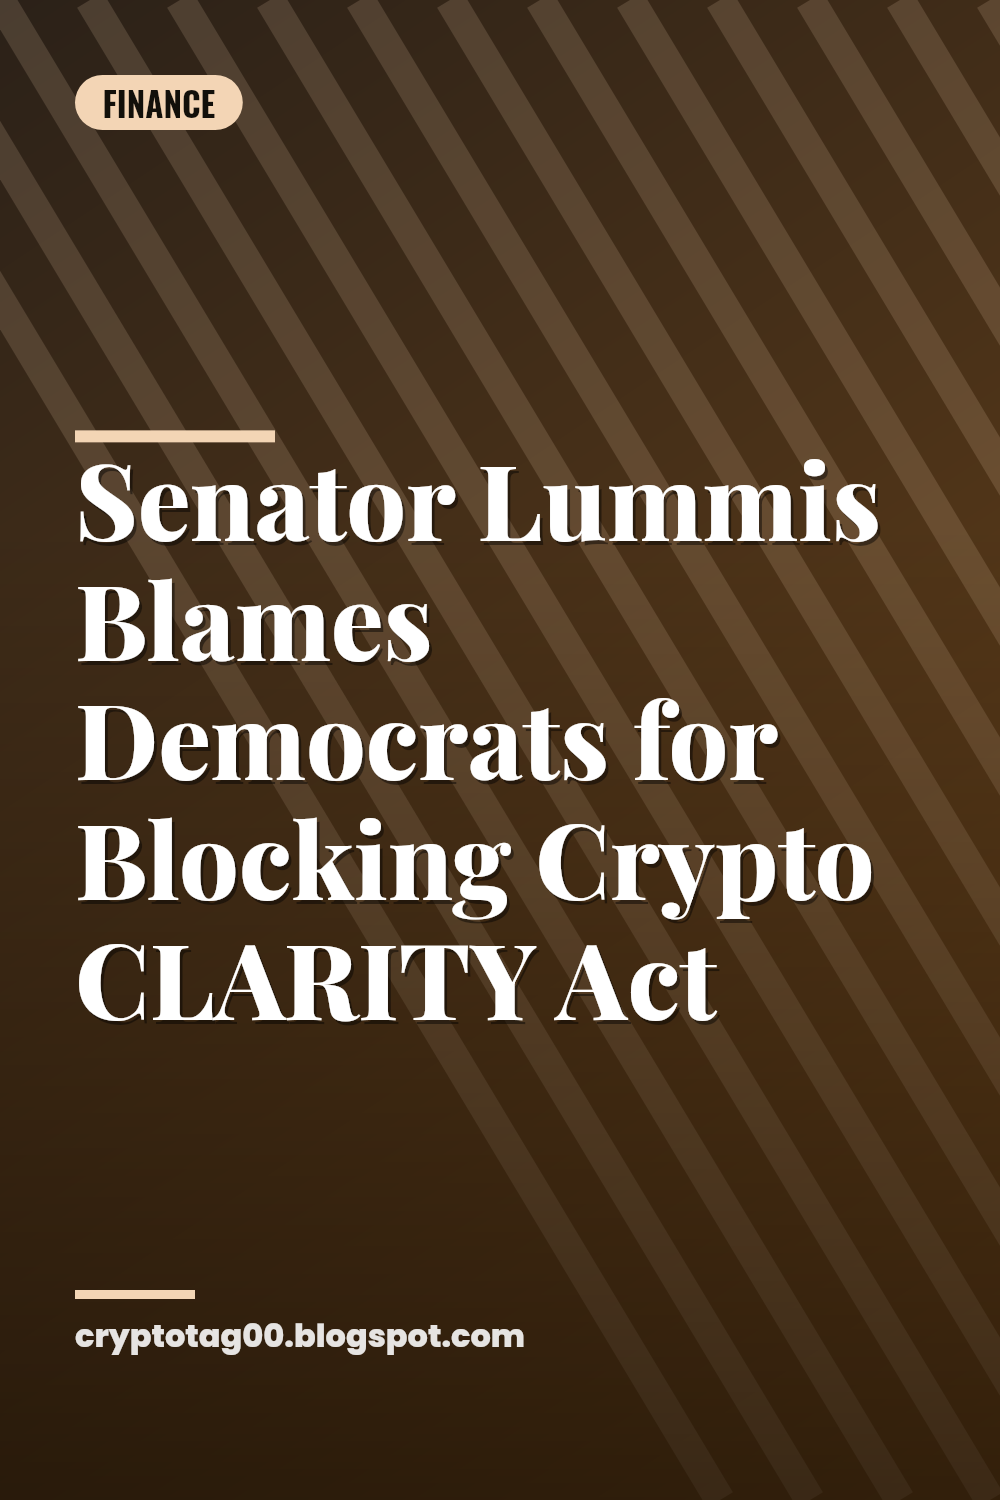 FINANCE
Senator Lummis
Blames
Democrats for
Blocking Crypto
CLARITY Act
cryptotag00.blogspot.com